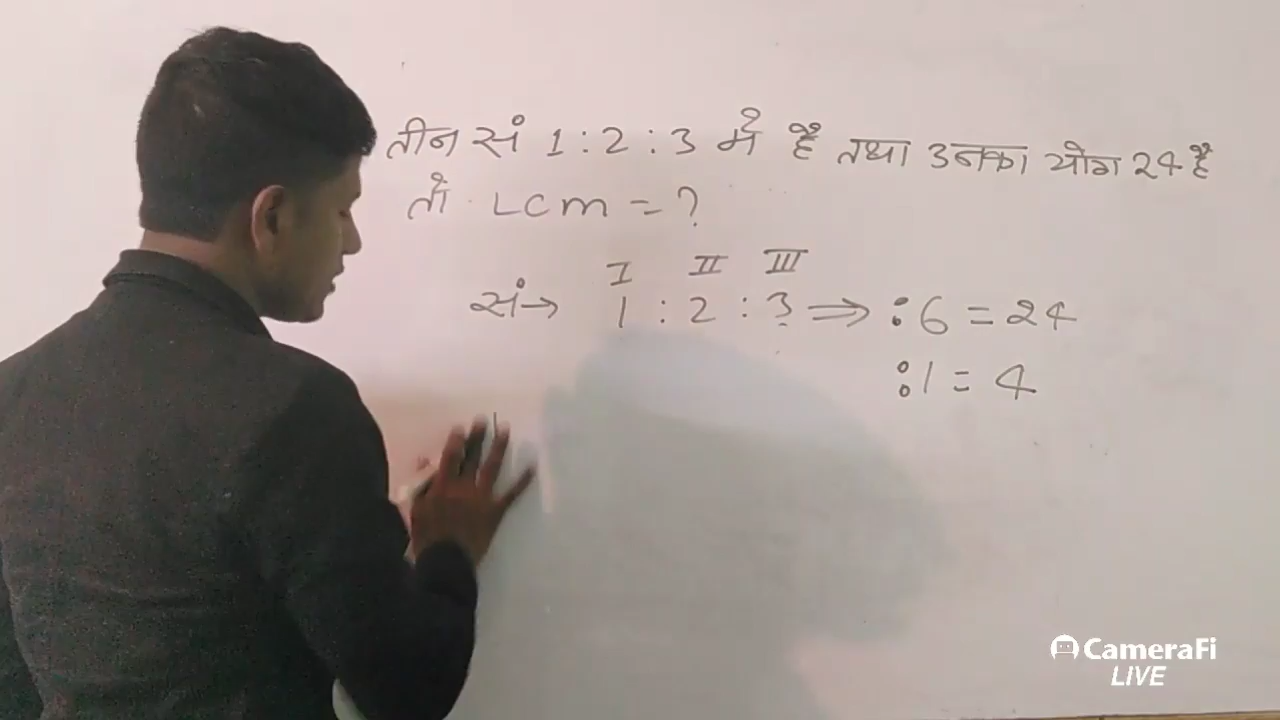 तीन सं 1 : 2 : 3 में है तथा उनका योग 24 है
तो LCM = ?
I II III
सं→ 1 : 2 : 3 ⇒ : 6 = 24
: 1 = 4
CameraFi
LIVE